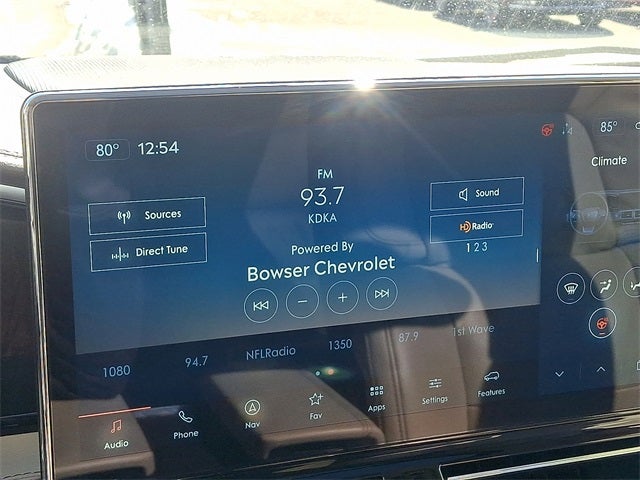 80° 12:54
85°
Climate
FM
93.7
KDKA
Sources
Direct Tune
Sound
HD Radio
1 2 3
Powered By
Bowser Chevrolet
1080 94.7 NFLRadio 1350 87.9 1st Wave
Audio Phone Nav Fav Apps Settings Features